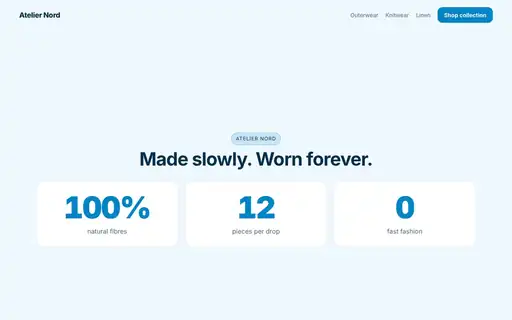 Atelier Nord
Outerwear Knitwear Lawn Shop collection
ATELIER NORD
Made slowly. Worn forever.
100% 12 0
natural fibres pieces per drop fast fashion